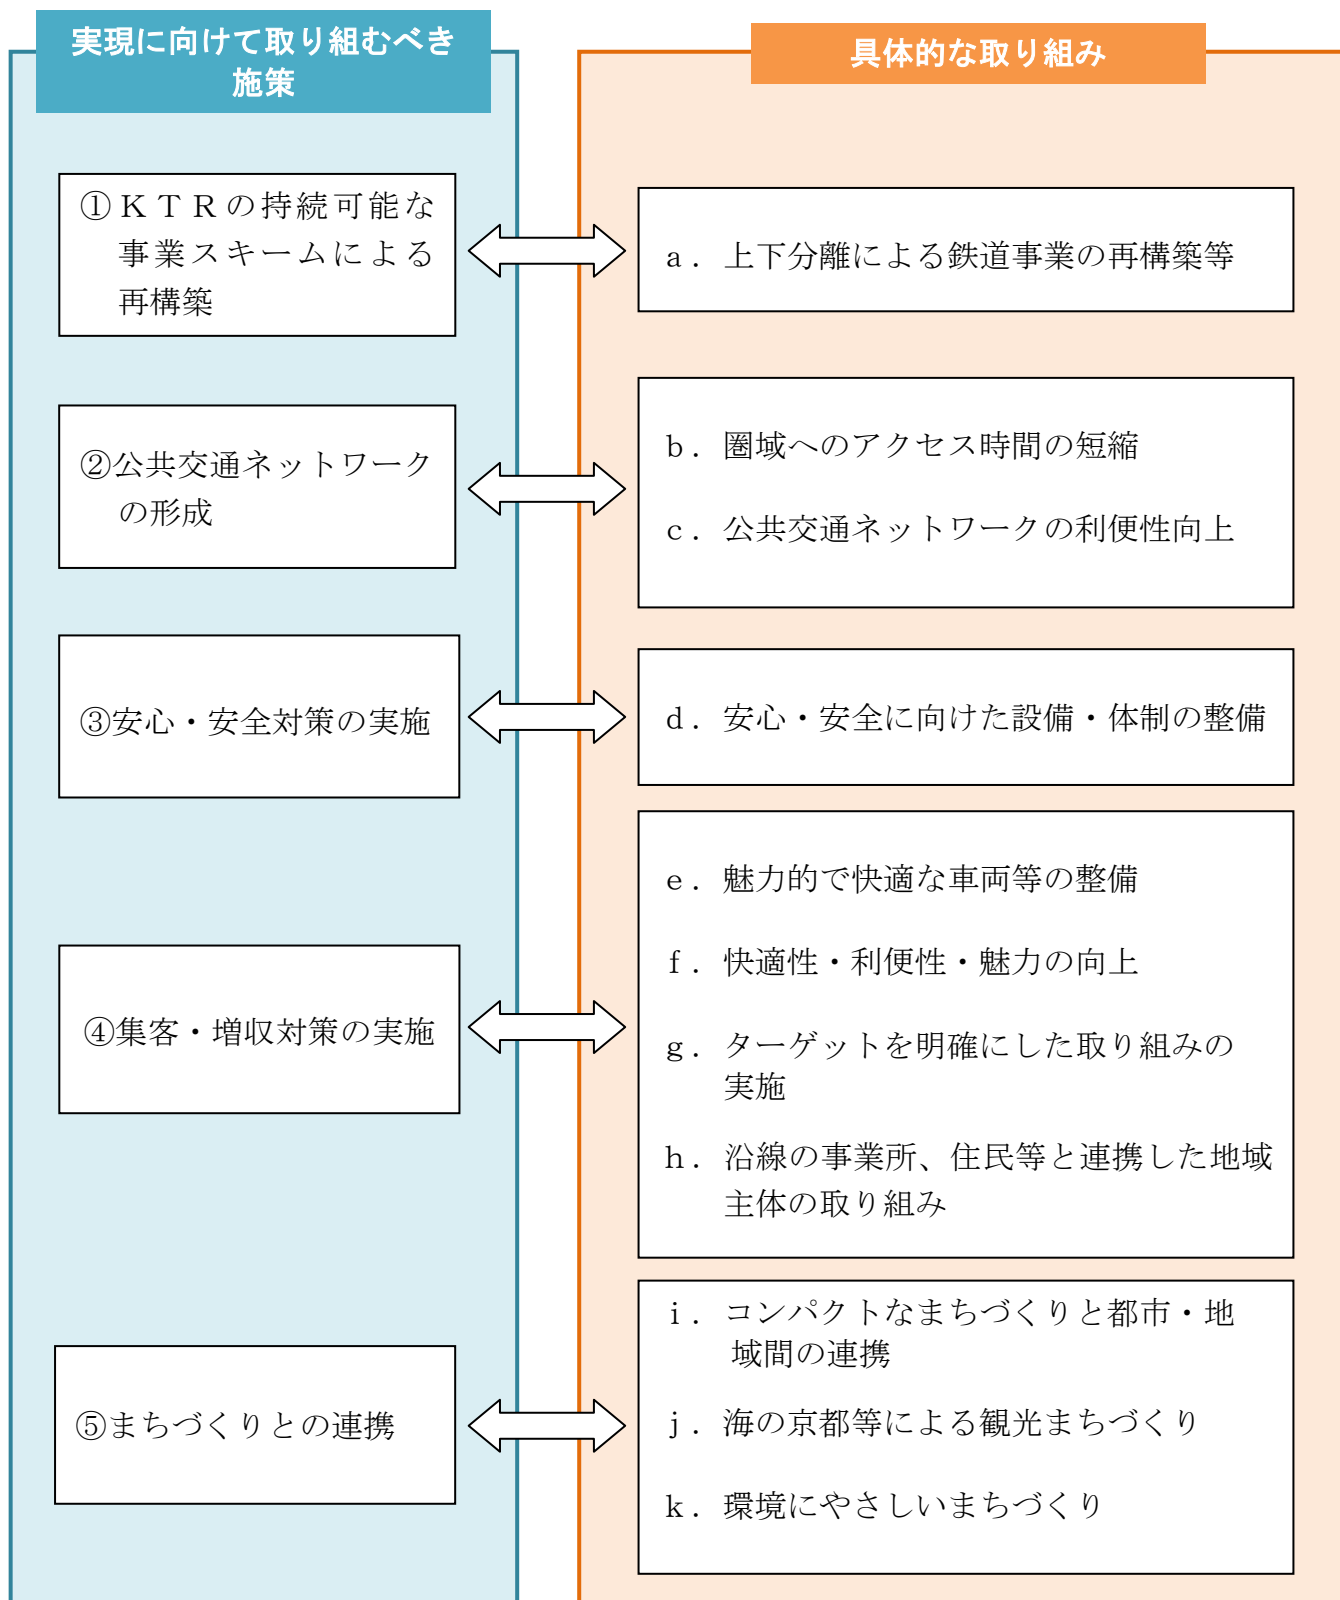 実現に向けて取り組むべき
施策
具体的な取り組み
①ＫＴＲの持続可能な
事業スキームによる
再構築
ａ．上下分離による鉄道事業の再構築等
②公共交通ネットワーク
の形成
ｂ．圏域へのアクセス時間の短縮
ｃ．公共交通ネットワークの利便性向上
③安心・安全対策の実施
ｄ．安心・安全に向けた設備・体制の整備
④集客・増収対策の実施
ｅ．魅力的で快適な車両等の整備
ｆ．快適性・利便性・魅力の向上
ｇ．ターゲットを明確にした取り組みの
実施
ｈ．沿線の事業所、住民等と連携した地域
主体の取り組み
⑤まちづくりとの連携
ｉ．コンパクトなまちづくりと都市・地
域間の連携
ｊ．海の京都等による観光まちづくり
ｋ．環境にやさしいまちづくり